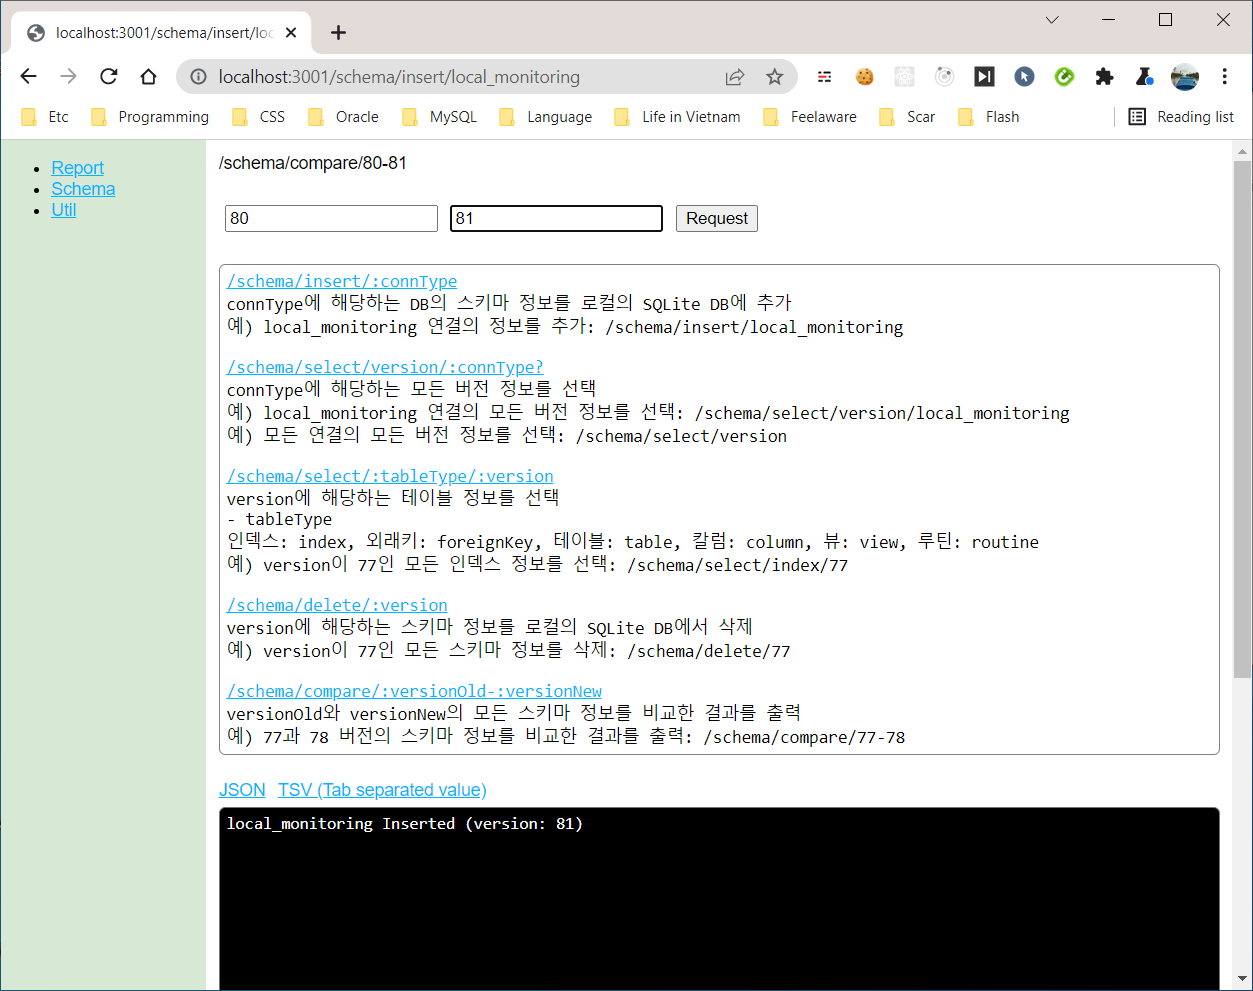 localhost:3001/schema/insert/loc
localhost:3001/schema/insert/local_monitoring
Etc Programming CSS Oracle MySQL Language Life in Vietnam Feelaware Scar Flash Reading list
Report
Schema
Util
/schema/compare/80-81
80 81 Request
/schema/insert/:connType
connType에 해당하는 DB의 스키마 정보를 로컬의 SQLite DB에 추가
예) local_monitoring 연결의 정보를 추가: /schema/insert/local_monitoring
/schema/select/version/:connType?
connType에 해당하는 모든 버전 정보를 선택
예) local_monitoring 연결의 모든 버전 정보를 선택: /schema/select/version/local_monitoring
예) 모든 연결의 모든 버전 정보를 선택: /schema/select/version
/schema/select/:tableType/:version
version에 해당하는 테이블 정보를 선택
- tableType
인덱스: index, 외래키: foreignKey, 테이블: table, 칼럼: column, 뷰: view, 루틴: routine
예) version이 77인 모든 인덱스 정보를 선택: /schema/select/index/77
/schema/delete/:version
version에 해당하는 스키마 정보를 로컬의 SQLite DB에서 삭제
예) version이 77인 모든 스키마 정보를 삭제: /schema/delete/77
/schema/compare/:versionOld-:versionNew
versionOld와 versionNew의 모든 스키마 정보를 비교한 결과를 출력
예) 77과 78 버전의 스키마 정보를 비교한 결과를 출력: /schema/compare/77-78
JSON TSV (Tab separated value)
local_monitoring Inserted (version: 81)